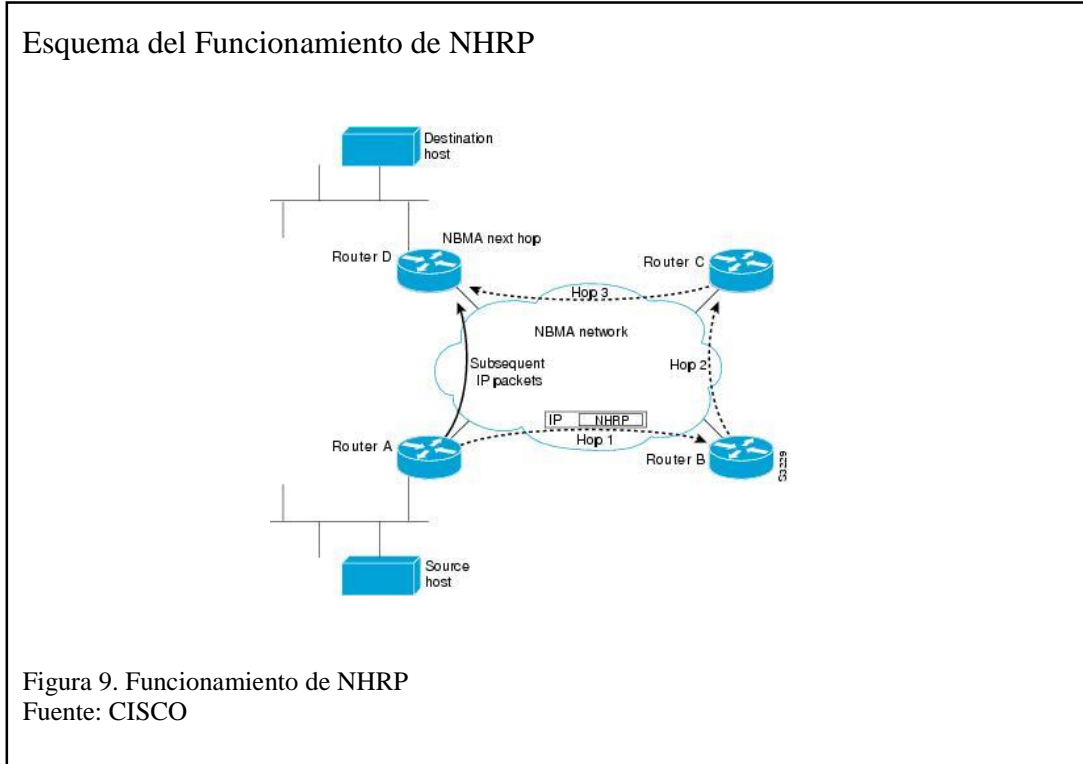 Esquema del Funcionamiento de NHRP
Destination
host
NBMA next hop
Router D
Router C
Hop 3
NBMA network
Subsequent
IP packets
Hop 2
IP NHRP
Router A
Hop 1
Router B
S3229
Source
host
Figura 9. Funcionamiento de NHRP
Fuente: CISCO